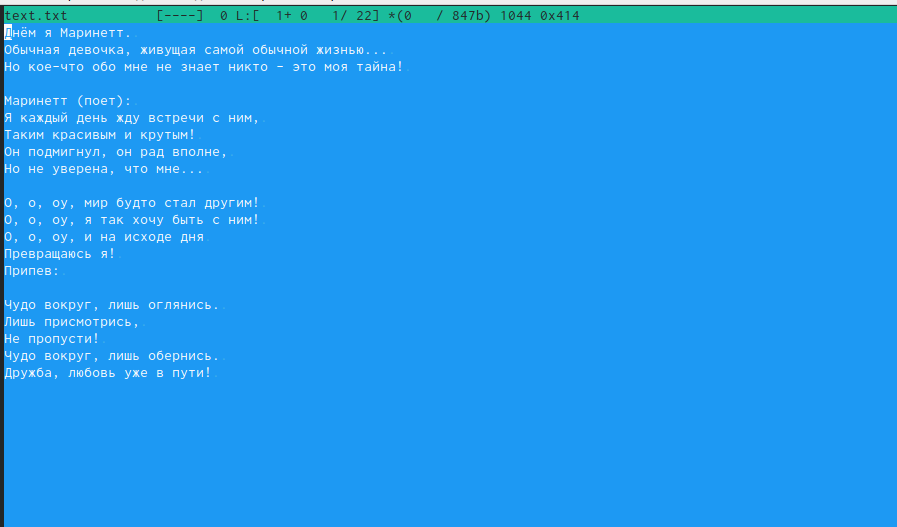 text.txt [----] 0 L:[ 1+ 0 1/ 22] *(0 / 847b) 1044 0x414
Днём я Маринетт.
Обычная девочка, живущая самой обычной жизнью...
Но кое-что обо мне не знает никто - это моя тайна!
Маринетт (поет):
Я каждый день жду встречи с ним,
Таким красивым и крутым!
Он подмигнул, он рад вполне,
Но не уверена, что мне...
О, о, оу, мир будто стал другим!
О, о, оу, я так хочу быть с ним!
О, о, оу, и на исходе дня
Превращаюсь я!
Припев:
Чудо вокруг, лишь оглянись.
Лишь присмотрись,
Не пропусти!
Чудо вокруг, лишь обернись.
Дружба, любовь уже в пути!